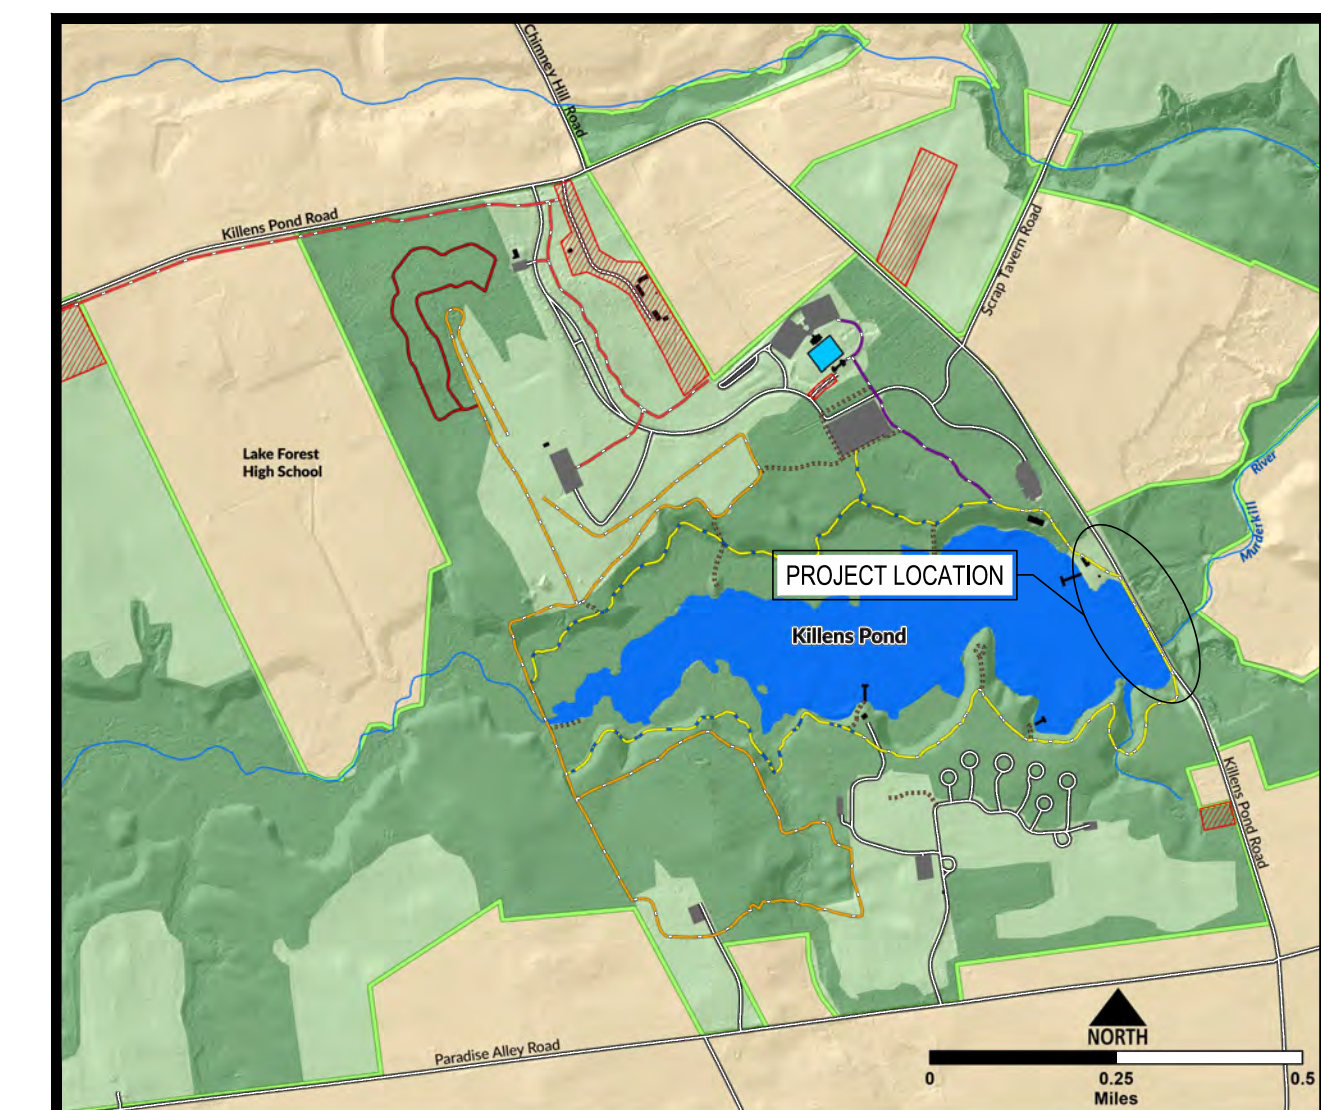 Chimney Hill Road
Killens Pond Road
Scrap Tavern Road
Lake Forest
High School
River
Murderkill
PROJECT LOCATION
Killens Pond
Killens Pond Road
Paradise Alley Road
NORTH
0 0.25 0.5
Miles